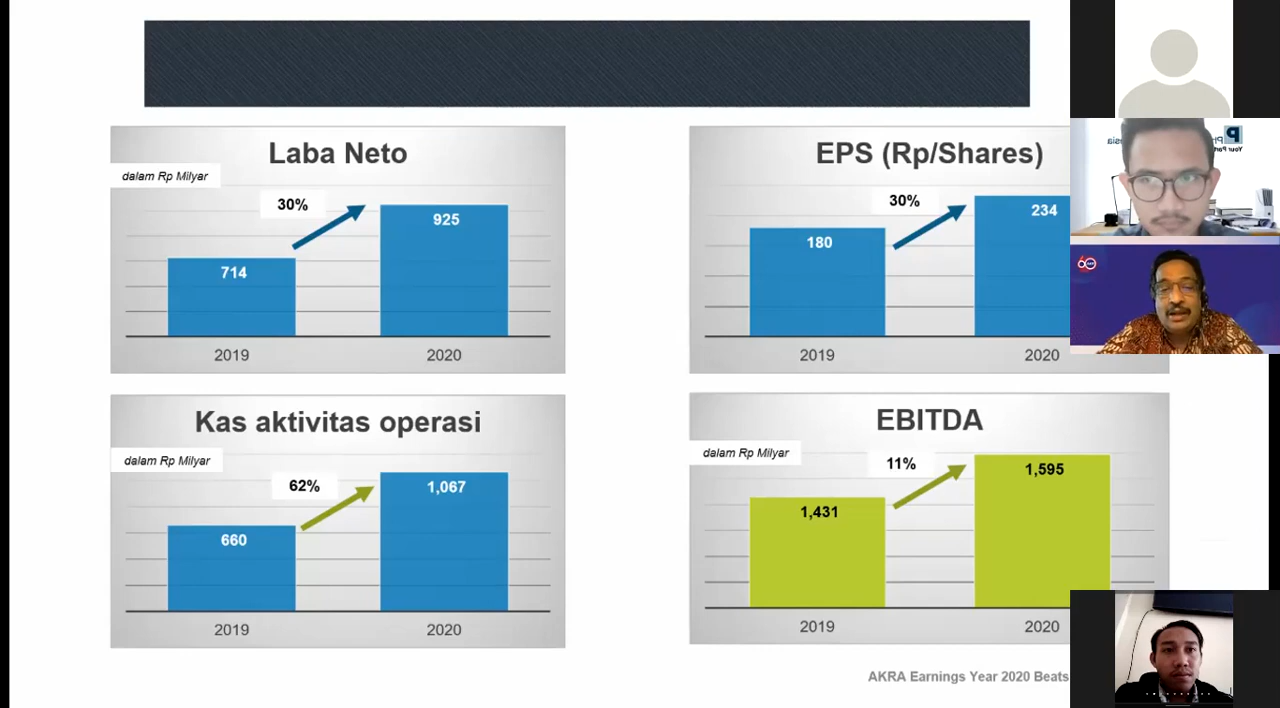 Laba Neto
dalam Rp Milyar
30%
714
925
2019
2020
EPS (Rp/Shares)
30%
180
234
2019
2020
Kas aktivitas operasi
dalam Rp Milyar
62%
660
1,067
2019
2020
EBITDA
dalam Rp Milyar
11%
1,431
1,595
2019
2020
AKRA Earnings Year 2020 Beats